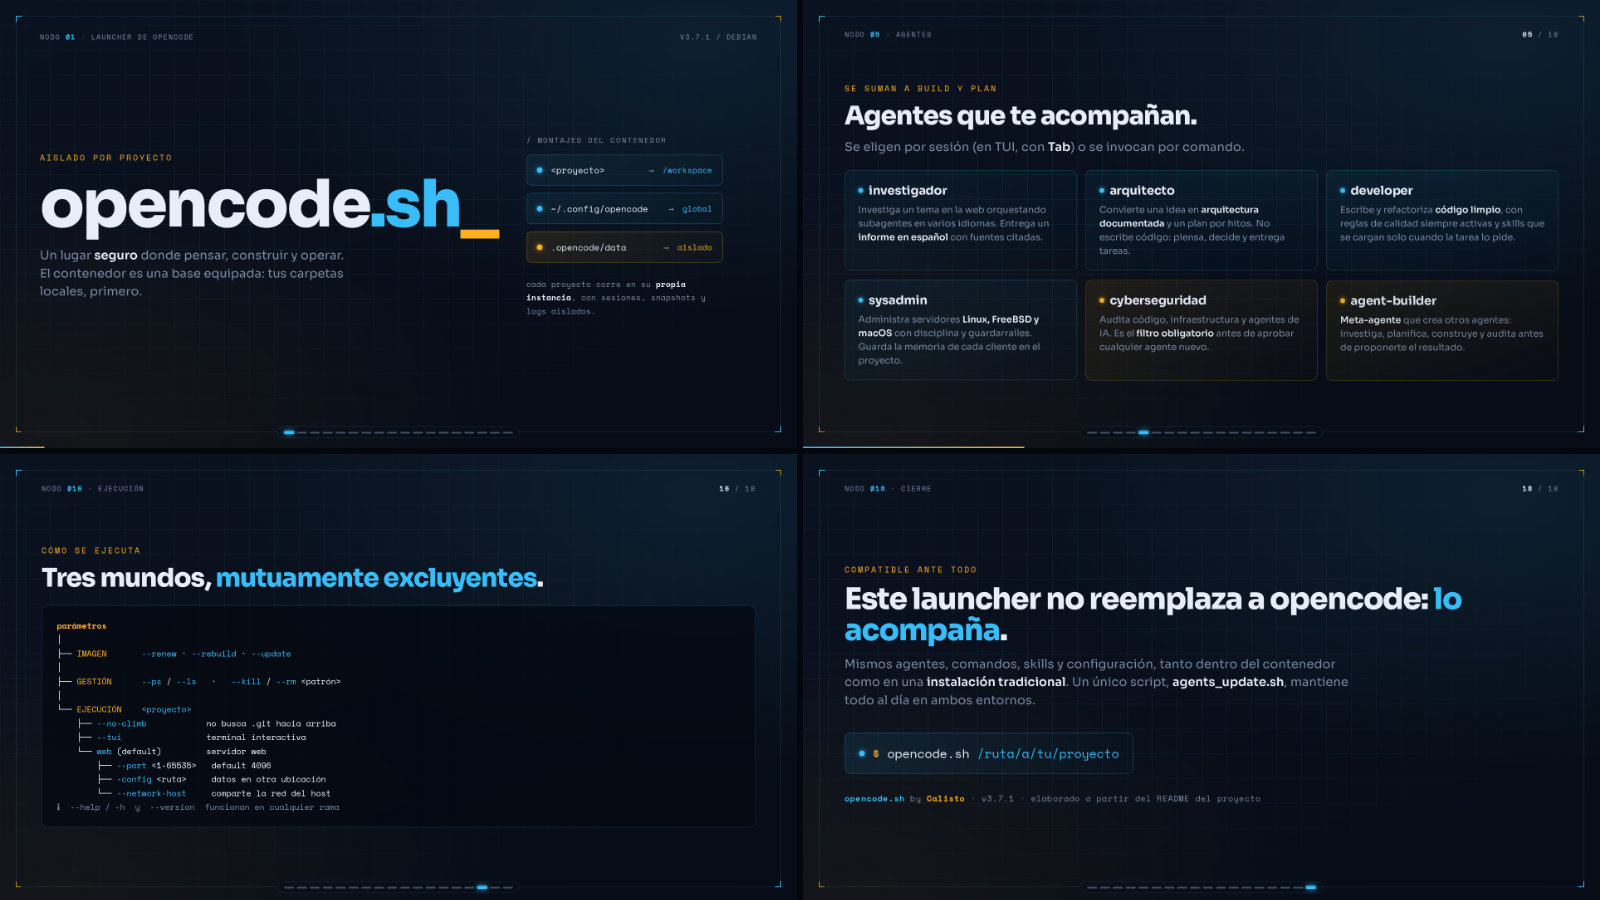 NODO 01 · LAUNCHER DE OPENCODE
V3.7.1 / DEBIAN
AISLADO POR PROYECTO
opencode.sh_
Un lugar seguro donde pensar, construir y operar.
El contenedor es una base equipada: tus carpetas
locales, primero.
/ MONTAJES DEL CONTENEDOR
<proyecto> → /workspace
~/.config/opencode → global
.opencode/data → aislado
cada proyecto corre en su propia
instancia, con sesiones, snapshots y
logs aislados.
NODO 05 · AGENTES
05 / 18
SE SUMAN A BUILD Y PLAN
Agentes que te acompañan.
Se eligen por sesión (en TUI, con Tab) o se invocan por comando.
investigador
Investiga un tema en la web orquestando
subagentes en varios idiomas. Entrega un
informe en español con fuentes citadas.
arquitecto
Convierte una idea en arquitectura
documentada y un plan por hitos. No
escribe código: piensa, decide y entrega
tareas.
developer
Escribe y refactoriza código limpio, con
reglas de calidad siempre activas y skills que
se cargan solo cuando la tarea lo pide.
sysadmin
Administra servidores Linux, FreeBSD y
macOS con disciplina y guardarraíles.
Guarda la memoria de cada cliente en el
proyecto.
cyberseguridad
Audita código, infraestructura y agentes de
IA. Es el filtro obligatorio antes de aprobar
cualquier agente nuevo.
agent-builder
Meta-agente que crea otros agentes:
investiga, planifica, construye y audita antes
de proponerte el resultado.
NODO 016 · EJECUCIÓN
16 / 18
CÓMO SE EJECUTA
Tres mundos, mutuamente excluyentes.
parámetros
│
├── IMAGEN --renew · --rebuild · --update
│
├── GESTIÓN --ps / --ls · --kill / --rm <patrón>
│
└── EJECUCIÓN <proyecto>
├── --no-climb no busca .git hacia arriba
├── --tui terminal interactiva
└── web (default) servidor web
├── --port <1-65535> default 4096
├── -config <ruta> datos en otra ubicación
└── --network-host comparte la red del host
ℹ --help / -h y --version funcionan en cualquier rama
NODO 018 · CIERRE
18 / 18
COMPATIBLE ANTE TODO
Este launcher no reemplaza a opencode: lo
acompaña.
Mismos agentes, comandos, skills y configuración, tanto dentro del contenedor
como en una instalación tradicional. Un único script, agents_update.sh, mantiene
todo al día en ambos entornos.
$ opencode.sh /ruta/a/tu/proyecto
opencode.sh by Calisto · v3.7.1 · elaborado a partir del README del proyecto